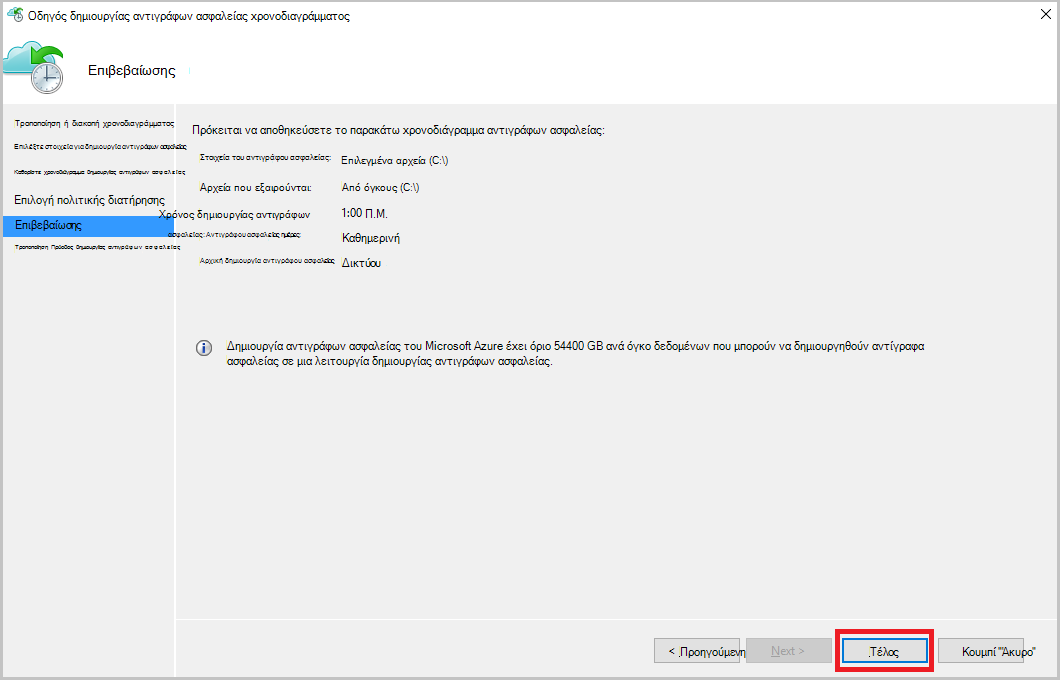 Οδηγός δημιουργίας αντιγράφων ασφαλείας χρονοδιαγράμματος
Επιβεβαίωσης
Τροποποίηση ή διακοπή χρονοδιαγράμματος
Επιλέξτε στοιχεία για δημιουργία αντιγράφων ασφαλείας
Καθορίστε χρονοδιάγραμμα δημιουργίας αντιγράφων ασφαλείας
Επιλογή πολιτικής διατήρησης
Επιβεβαίωσης
Τροποποίηση Πρόοδος δημιουργίας αντιγράφων ασφαλείας
Πρόκειται να αποθηκεύσετε το παρακάτω χρονοδιάγραμμα αντιγράφων ασφαλείας:
Στοιχεία του αντιγράφου ασφαλείας: Επιλεγμένα αρχεία (C:\)
Αρχεία που εξαιρούνται: Από όγκους (C:\)
Χρόνος δημιουργίας αντιγράφων 1:00 Π.Μ.
ασφαλείας: Αντιγράφου ασφαλείας ημέρες: Καθημερινή
Αρχική δημιουργία αντιγράφου ασφαλείας Δικτύου
Δημιουργία αντιγράφων ασφαλείας του Microsoft Azure έχει όριο 54400 GB ανά όγκο δεδομένων που μπορούν να δημιουργηθούν αντίγραφα
ασφαλείας σε μια λειτουργία δημιουργίας αντιγράφων ασφαλείας.
< Προηγούμενη Next > Τέλος Κουμπί "Άκυρο"